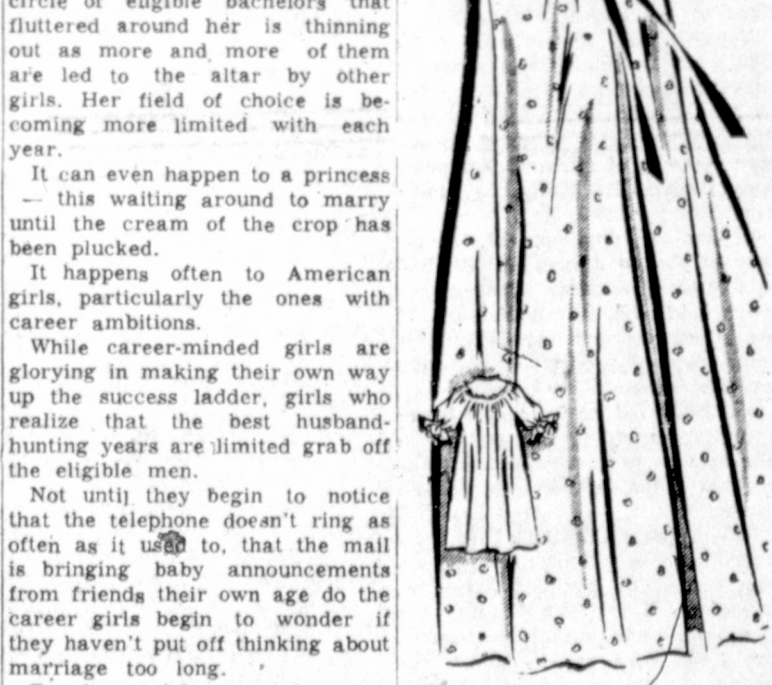 circle of eligible bachelors that
fluttered around her is thinning
out as more and more of them
are led to the altar by other
girls. Her field of choice is be-
coming more limited with each
year.
It can even happen to a princess
— this waiting around to marry
until the cream of the crop has
been plucked.
It happens often to American
girls, particularly the ones with
career ambitions.
While career-minded girls are
glorying in making their own way
up the success ladder, girls who
realize that the best husband-
hunting years are limited grab off
the eligible men.
Not until they begin to notice
that the telephone doesn't ring as
often as it used to, that the mail
is bringing baby announcements
from friends their own age do the
career girls begin to wonder if
they haven't put off thinking about
marriage too long.